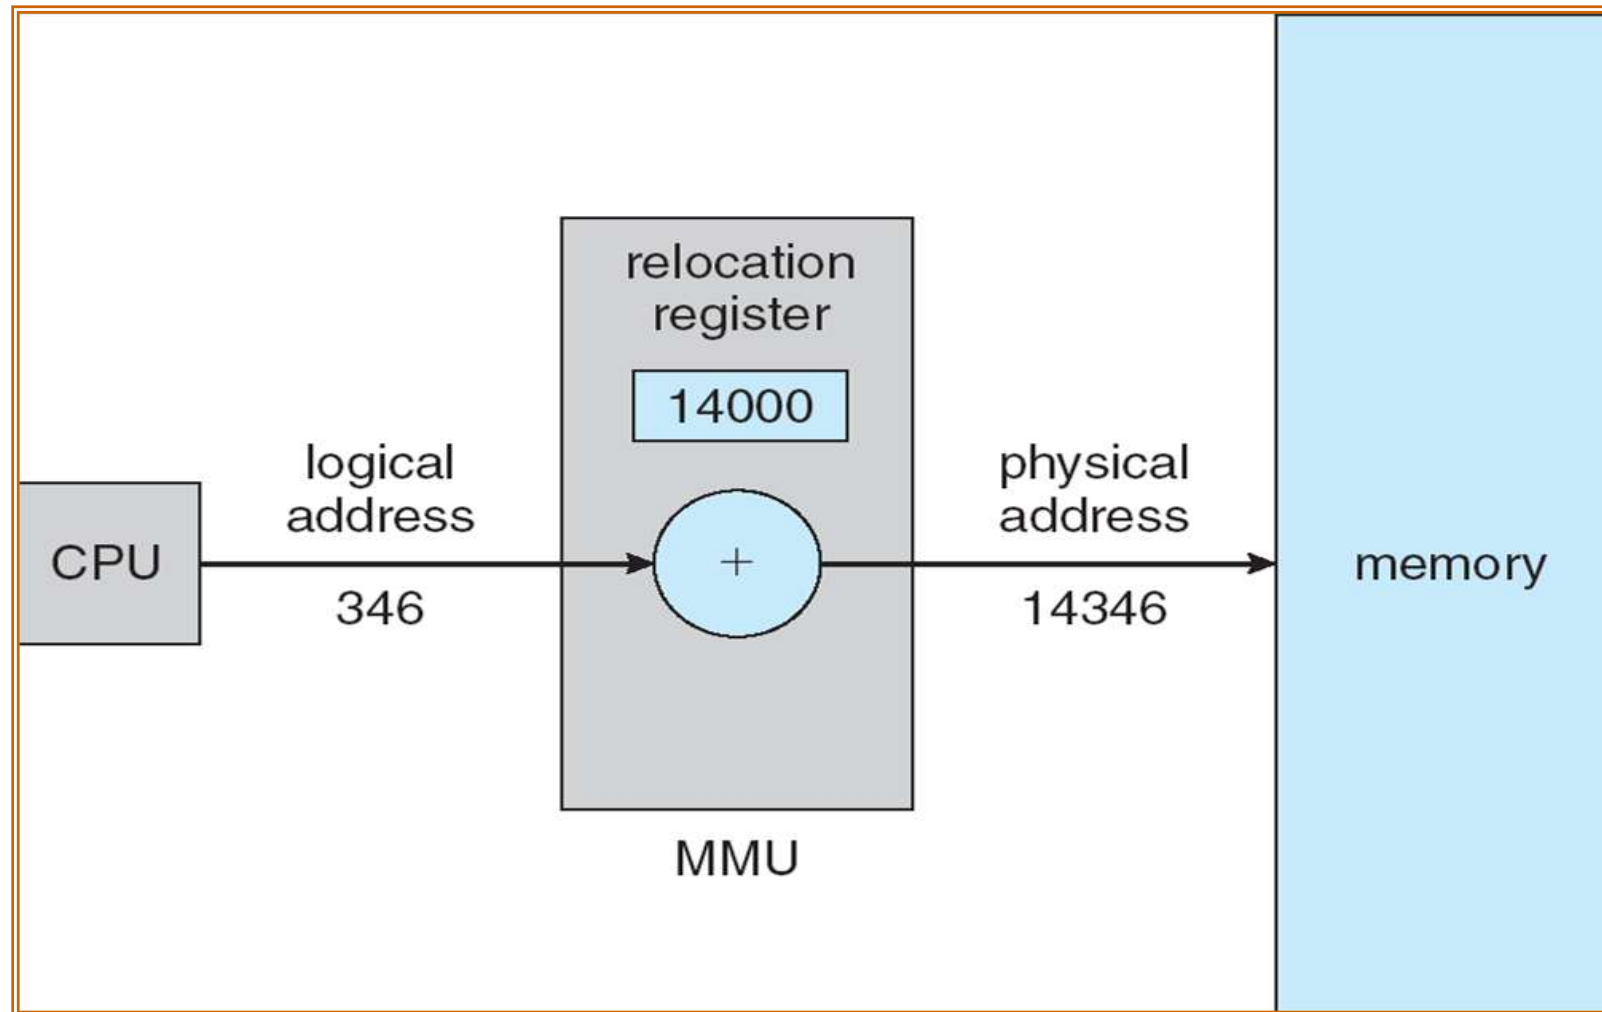 relocation
register
14000
logical
address
physical
address
CPU
+
memory
346
14346
MMU